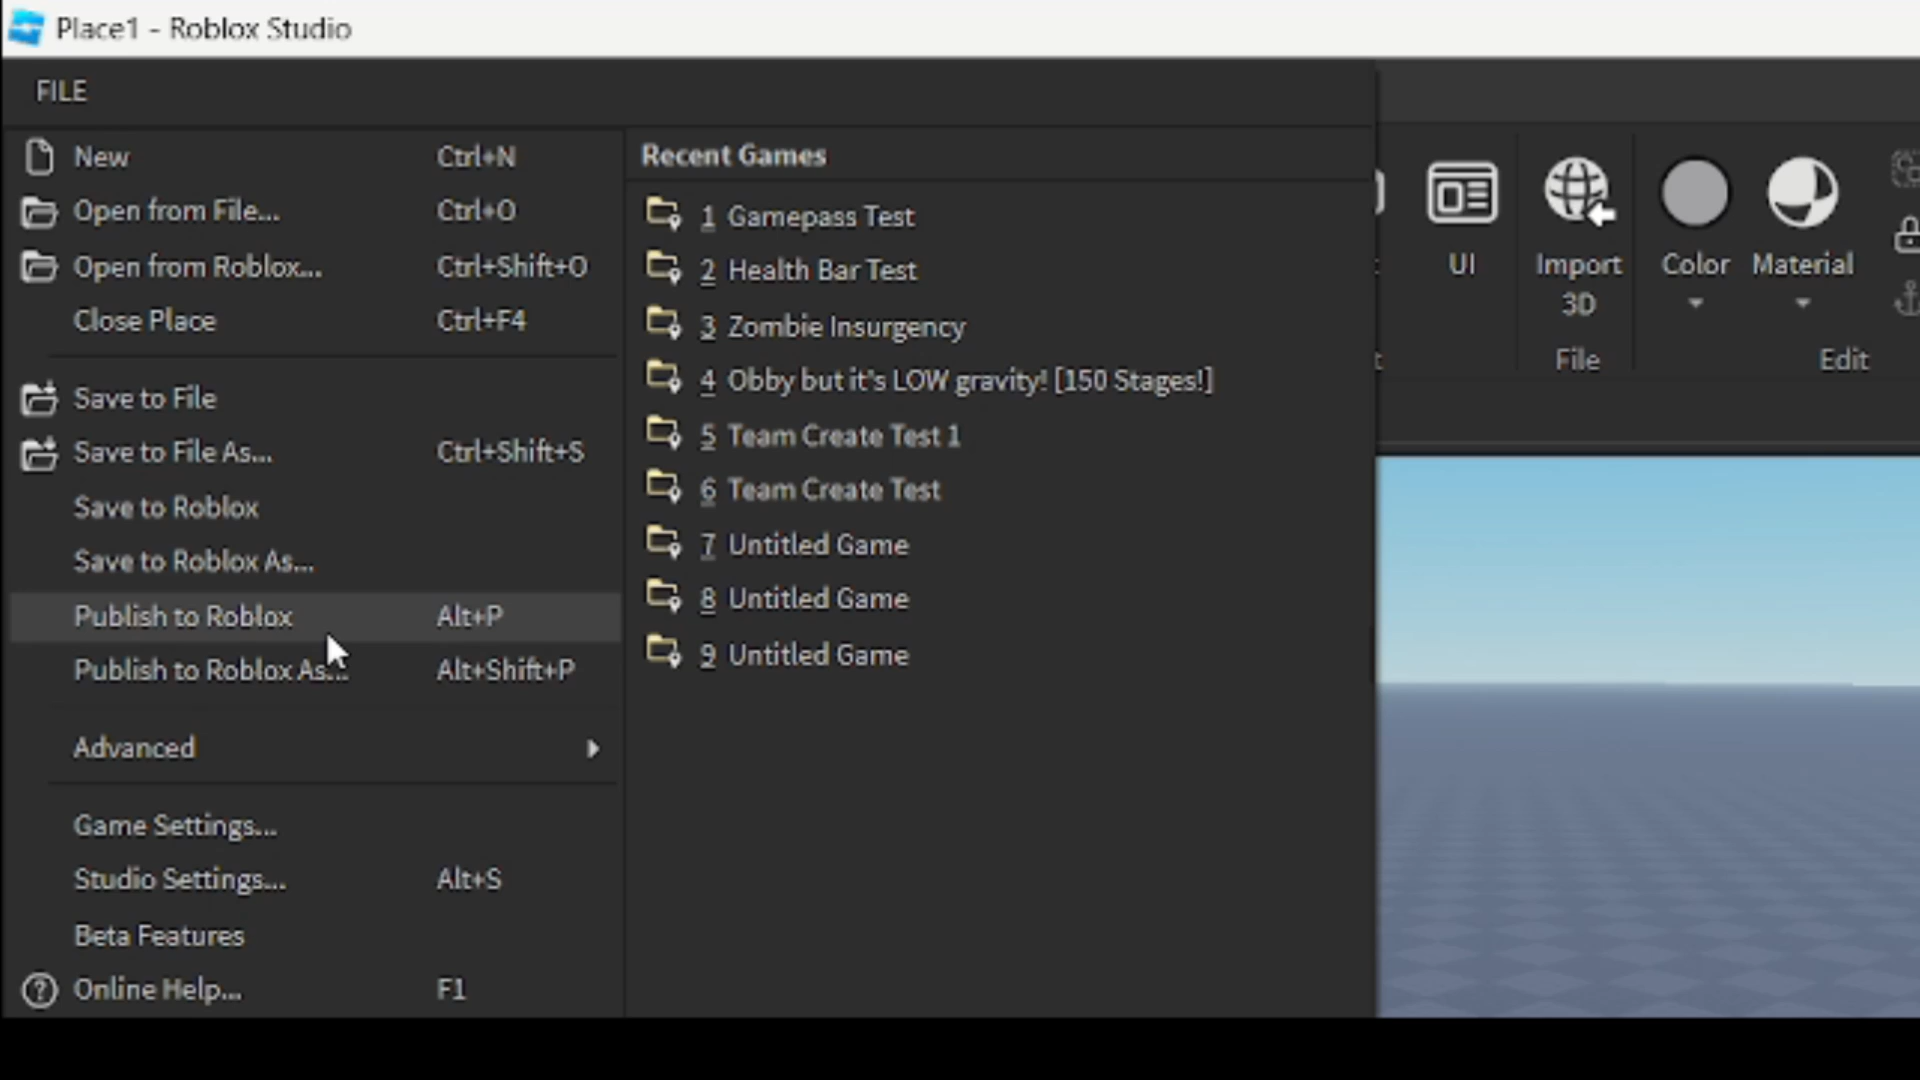 Place1 - Roblox Studio
FILE
New Ctrl+N
Open from File... Ctrl+O
Open from Roblox... Ctrl+Shift+O
Close Place Ctrl+F4
Save to File
Save to File As... Ctrl+Shift+S
Save to Roblox
Save to Roblox As...
Publish to Roblox Alt+P
Publish to Roblox As... Alt+Shift+P
Advanced
Game Settings...
Studio Settings... Alt+S
Beta Features
Online Help... F1
Recent Games
1 Gamepass Test
2 Health Bar Test
3 Zombie Insurgency
4 Obby but it's LOW gravity! [150 Stages!]
5 Team Create Test 1
6 Team Create Test
7 Untitled Game
8 Untitled Game
9 Untitled Game
UI
Import
3D
Color
Material
File
Edit